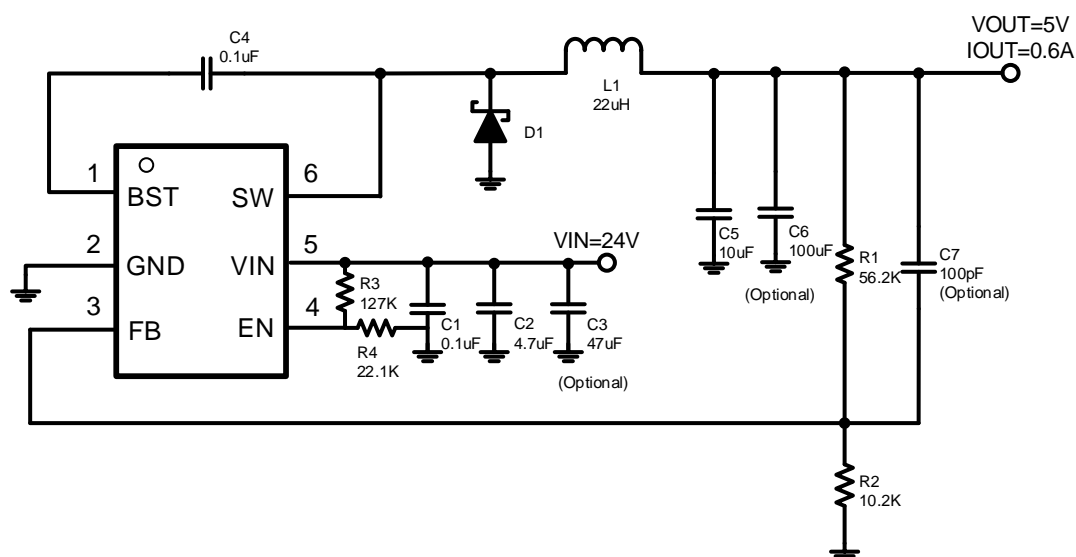 VOUT=5V
IOUT=0.6A
C4
0.1uF
L1
22uH
D1
1
BST
SW
6
2
GND
VIN
5
VIN=24V
3
FB
EN
4
R3
127K
R4
22.1K
C1
0.1uF
C2
4.7uF
C3
47uF
(Optional)
C5
10uF
C6
100uF
(Optional)
R1
56.2K
C7
100pF
(Optional)
R2
10.2K